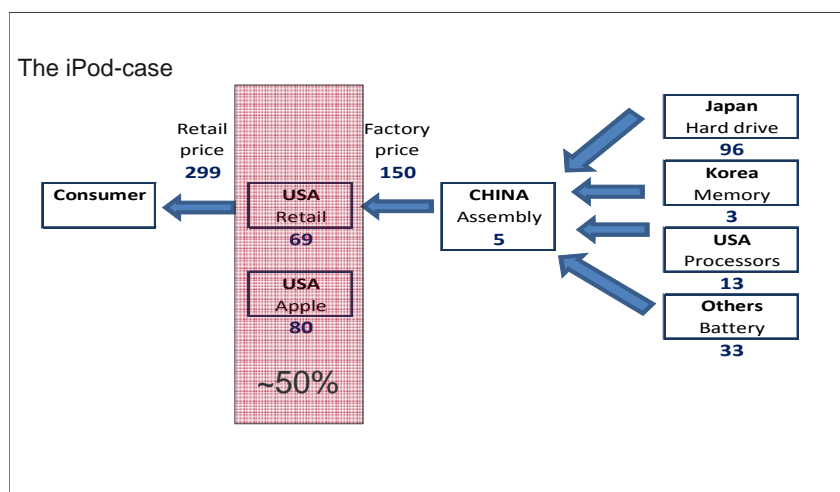 The iPod-case
Retail
price
299
Factory
price
150
Consumer
USA
Retail
69
USA
Apple
80
~50%
CHINA
Assembly
5
Japan
Hard drive
96
Korea
Memory
3
USA
Processors
13
Others
Battery
33